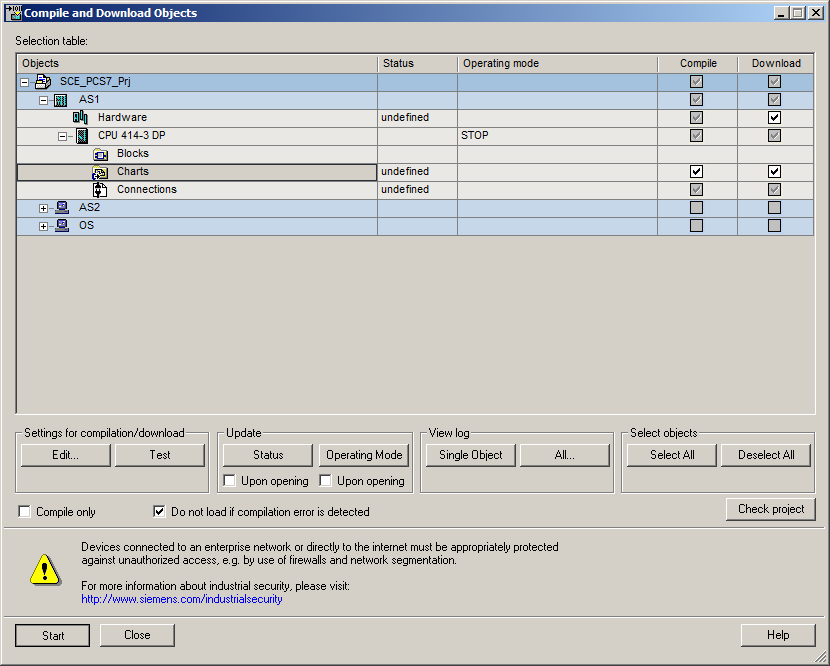 Compile and Download Objects
Selection table:
Objects Status Operating mode Compile Download
SCE_PCS7_Prj
AS1
Hardware undefined
CPU 414-3 DP STOP
Blocks
Charts undefined
Connections undefined
AS2
OS
Settings for compilation/download Update View log Select objects
Edit... Test Status Operating Mode Single Object All... Select All Deselect All
Upon opening Upon opening
Compile only Do not load if compilation error is detected Check project
Devices connected to an enterprise network or directly to the internet must be appropriately protected
against unauthorized access, e.g. by use of firewalls and network segmentation.
For more information about industrial security, please visit:
http://www.siemens.com/industrialsecurity
Start Close Help